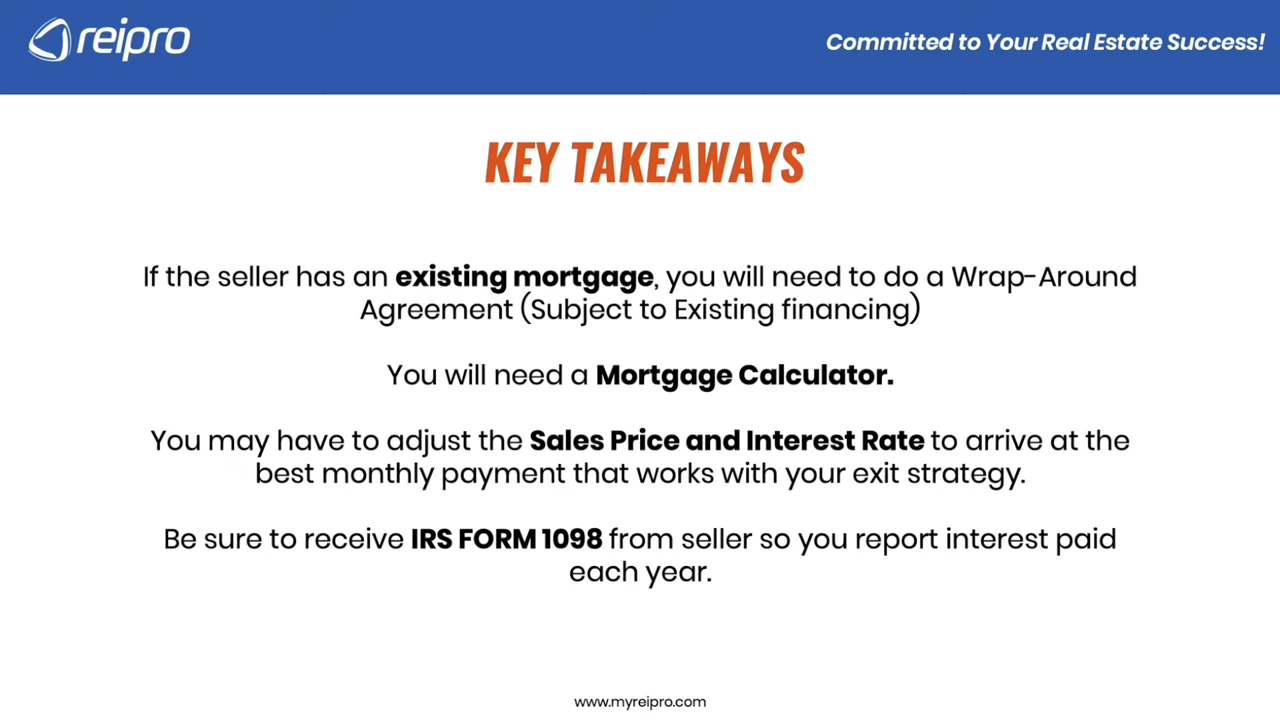 reipro
Committed to Your Real Estate Success!
KEY TAKEAWAYS
If the seller has an existing mortgage, you will need to do a Wrap-Around
Agreement (Subject to Existing financing)
You will need a Mortgage Calculator.
You may have to adjust the Sales Price and Interest Rate to arrive at the
best monthly payment that works with your exit strategy.
Be sure to receive IRS FORM 1098 from seller so you report interest paid
each year.
www.myreipro.com